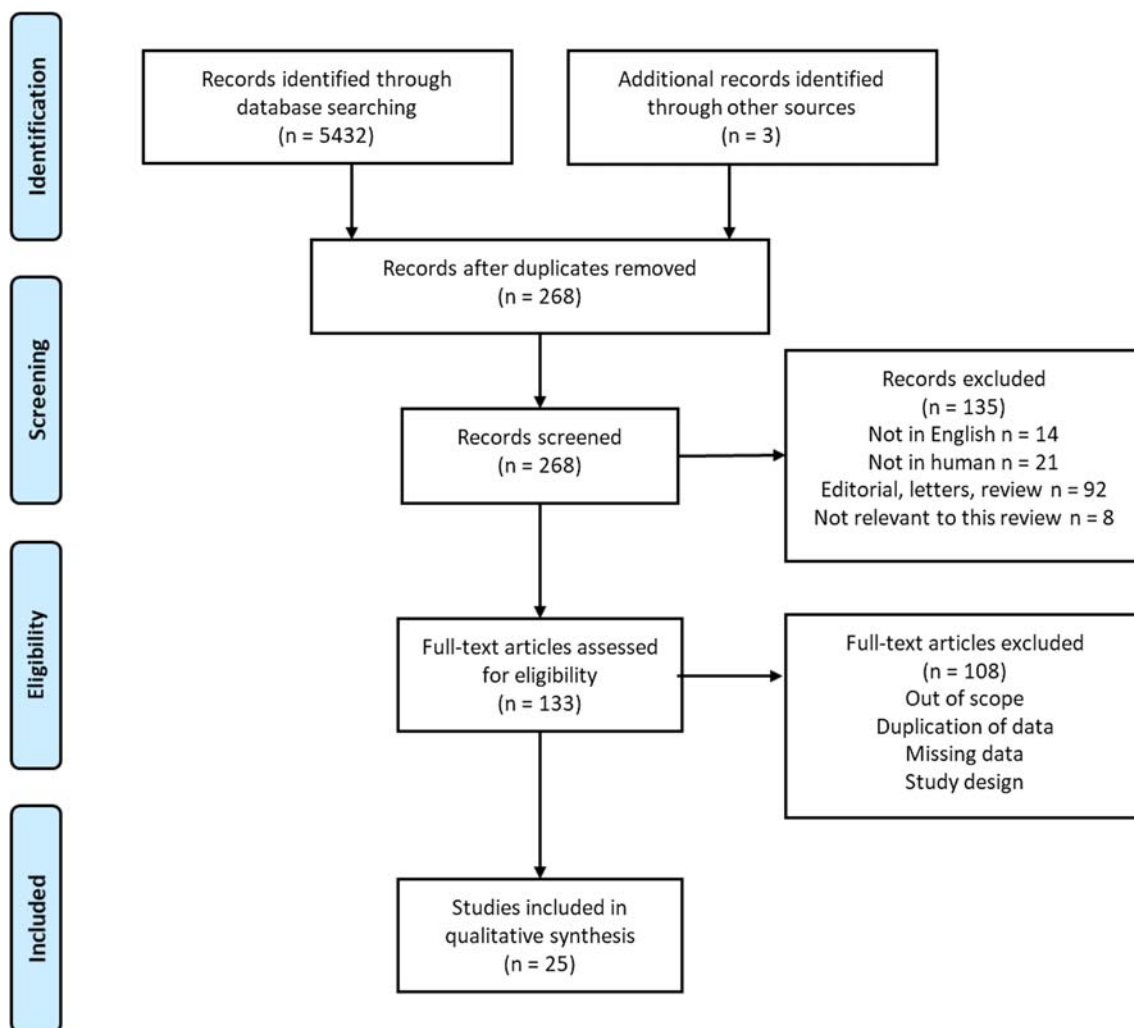 Identification
Records identified through
database searching
(n = 5432)
Additional records identified
through other sources
(n = 3)
Records after duplicates removed
(n = 268)
Screening
Records screened
(n = 268)
Records excluded
(n = 135)
Not in English n = 14
Not in human n = 21
Editorial, letters, review n = 92
Not relevant to this review n = 8
Eligibility
Full-text articles assessed
for eligibility
(n = 133)
Full-text articles excluded
(n = 108)
Out of scope
Duplication of data
Missing data
Study design
Included
Studies included in
qualitative synthesis
(n = 25)